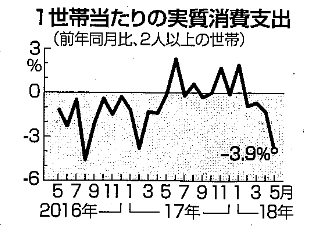 1世帯当たりの実質消費支出
(前年同月比、2人以上の世帯)
3
%
0
-3
-6
-3.9%
5 7 9 11 1 3 5 7 9 11 1 3 5月
2016年 17年 18年